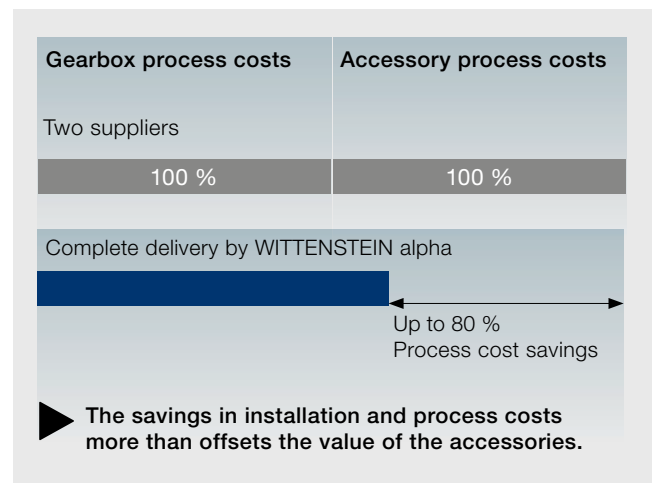 Gearbox process costs
Accessory process costs
Two suppliers
100 %
100 %
Complete delivery by WITTENSTEIN alpha
Up to 80 %
Process cost savings
The savings in installation and process costs
more than offsets the value of the accessories.